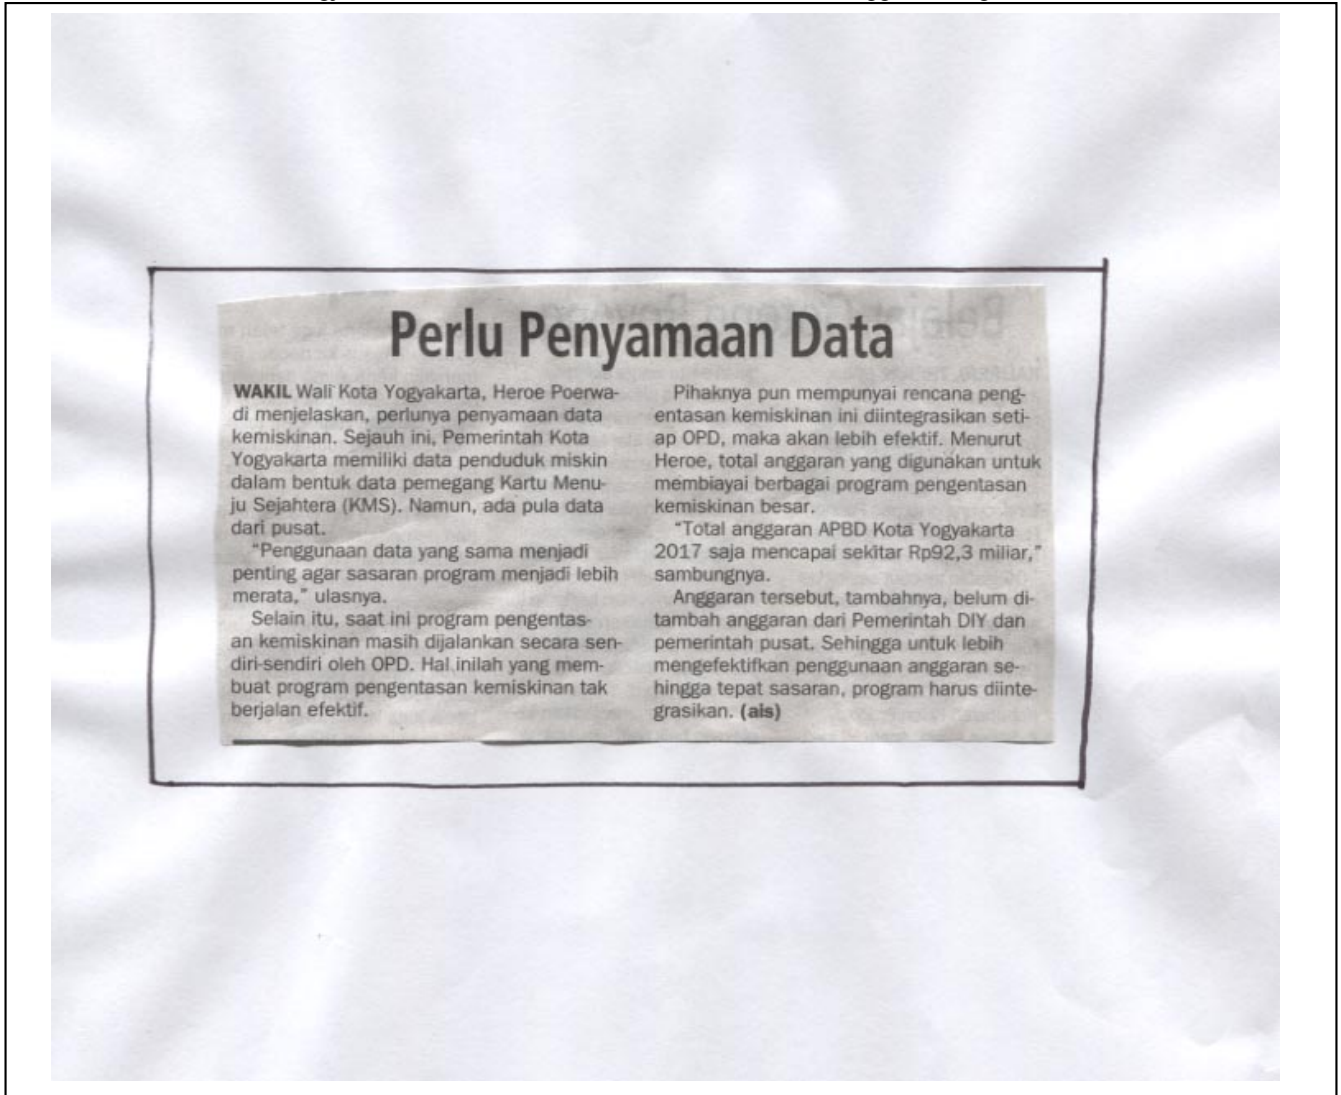 Perlu Penyamaan Data
WAKIL Wali Kota Yogyakarta, Heroe Poerwa-
di menjelaskan, perlunya penyamaan data
kemiskinan. Sejauh ini, Pemerintah Kota
Yogyakarta memiliki data penduduk miskin
dalam bentuk data pemegang Kartu Menu-
ju Sejahtera (KMS). Namun, ada pula data
dari pusat.
"Penggunaan data yang sama menjadi
penting agar sasaran program menjadi lebih
merata," ulasnya.
Selain itu, saat ini program pengentas-
an kemiskinan masih dijalankan secara sen-
diri-sendiri oleh OPD. Hal inilah yang mem-
buat program pengentasan kemiskinan tak
berjalan efektif.
Pihaknya pun mempunyai rencana peng-
entasan kemiskinan ini diintegrasikan seti-
ap OPD, maka akan lebih efektif. Menurut
Heroe, total anggaran yang digunakan untuk
membiayai berbagai program pengentasan
kemiskinan besar.
"Total anggaran APBD Kota Yogyakarta
2017 saja mencapai sekitar Rp92,3 miliar,"
sambungnya.
Anggaran tersebut, tambahnya, belum di-
tambah anggaran dari Pemerintah DIY dan
pemerintah pusat. Sehingga untuk lebih
mengefektifkan penggunaan anggaran se-
hingga tepat sasaran, program harus diinte-
grasikan. (ais)